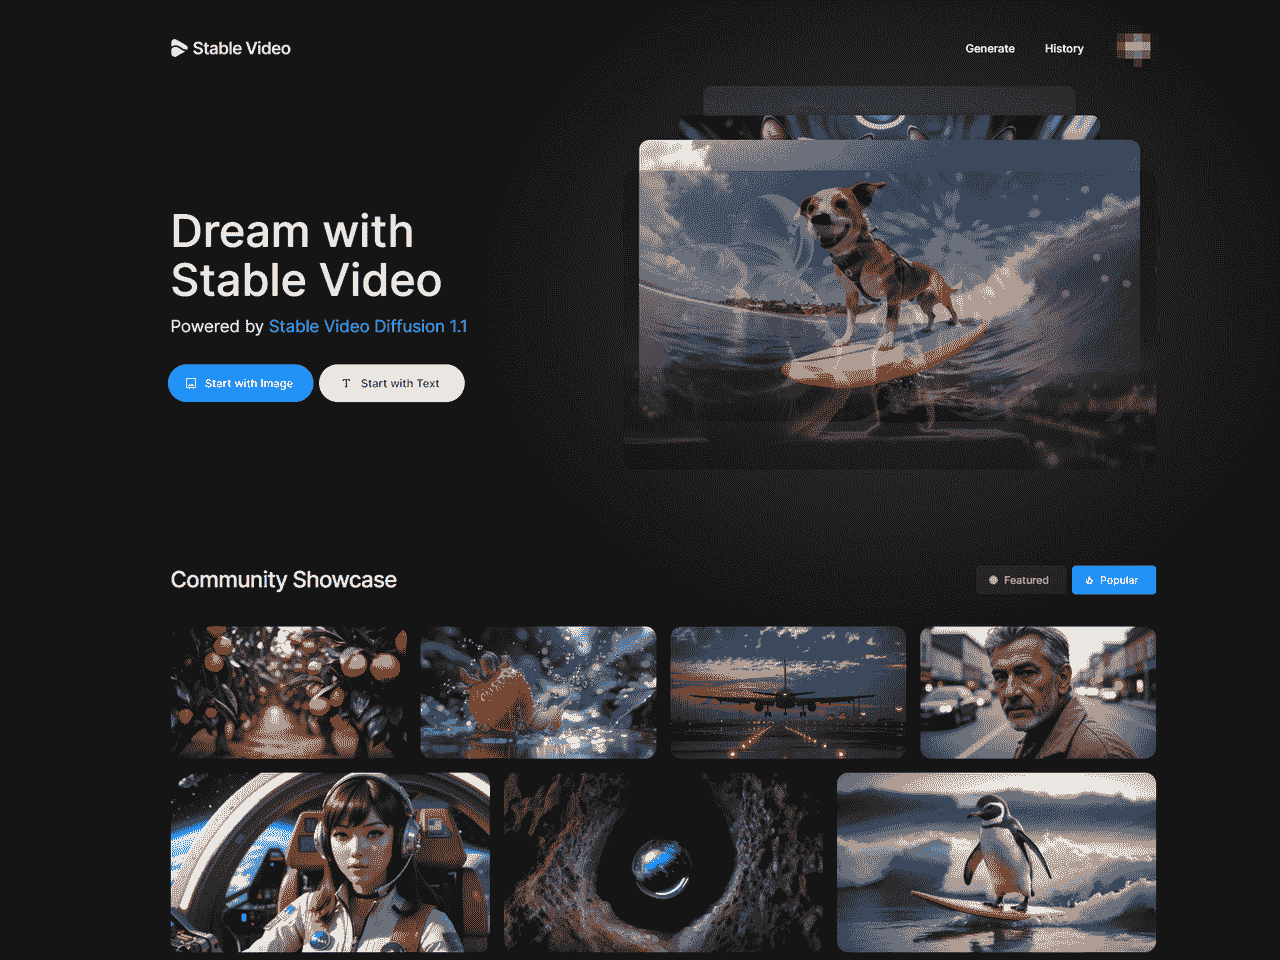 Stable Video
Generate
History
Dream with
Stable Video
Powered by Stable Video Diffusion 1.1
Start with Image
Start with Text
Community Showcase
Featured
Popular